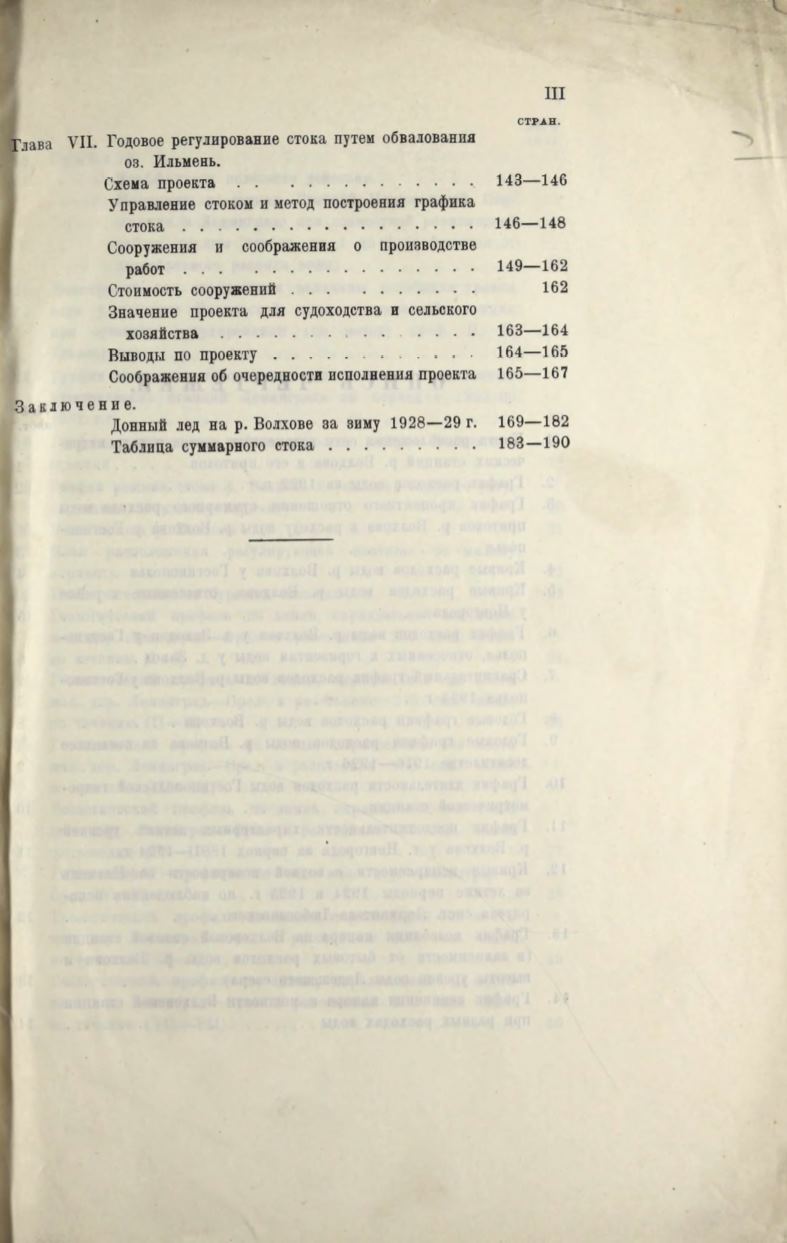 III
СТРАН.
Глава VII. Годовое регулирование стока путем обвалования
оз. Ильмень.
Схема проекта . . . . . . . . . . . . . 143—146
Управление стоком и метод построения графика
стока . . . . . . . . . . . . . . . . . 146—148
Сооружения и соображения о производстве
работ . . . . . . . . . . . . . . . . . 149—162
Стоимость сооружений . . . . . . . . . . 162
Значение проекта для судоходства и сельского
хозяйства . . . . . . . . . . . . . . . 163—164
Выводы по проекту . . . . . . . . . . . 164—165
Соображения об очередности исполнения проекта 165—167
Заключение.
Донный лед на р. Волхове за зиму 1928—29 г. 169—182
Таблица суммарного стока . . . . . . . . . 183—190